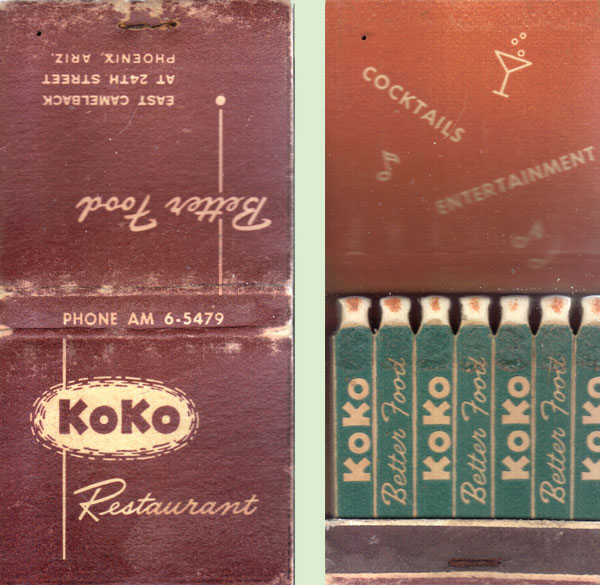 EAST CAMELBACK
AT 24TH STREET
PHOENIX, ARIZ.
Better Food
PHONE AM 6-5479
KoKo
Restaurant
COCKTAILS
ENTERTAINMENT
KoKo
Better Food
KoKo
Better Food
KoKo
Better Food
KoKo